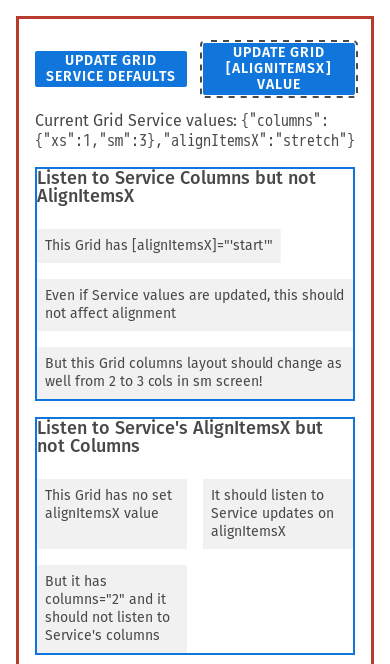 UPDATE GRID
SERVICE DEFAULTS
UPDATE GRID
[ALIGNITEMSX]
VALUE
Current Grid Service values: {"columns":
{"xs":1,"sm":3},"alignItemsX":"stretch"}
Listen to Service Columns but not
AlignItemsX
This Grid has [alignItemsX]="'start'"
Even if Service values are updated, this should
not affect alignment
But this Grid columns layout should change as
well from 2 to 3 cols in sm screen!
Listen to Service's AlignItemsX but
not Columns
This Grid has no set
alignItemsX value
It should listen to
Service updates on
alignItemsX
But it has
columns="2" and it
should not listen to
Service's columns